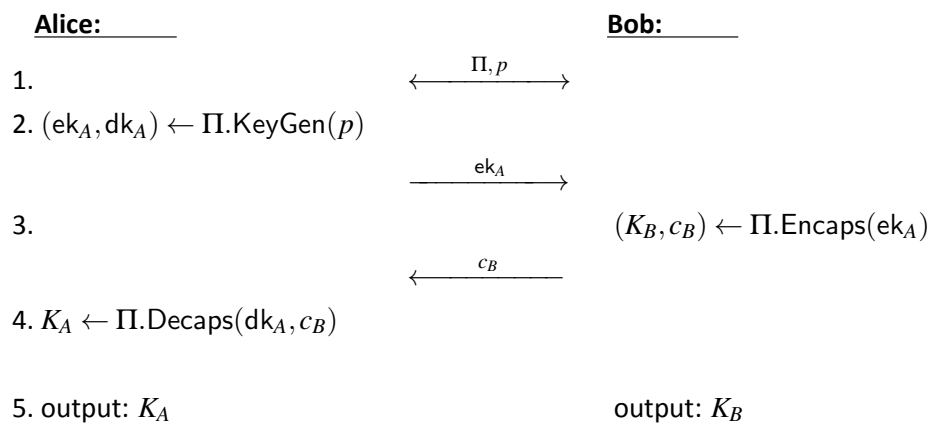 Alice: Bob:
1. Π, p
2. (ek_A, dk_A) ← Π.KeyGen(p)
ek_A
3. (K_B, c_B) ← Π.Encaps(ek_A)
c_B
4. K_A ← Π.Decaps(dk_A, c_B)
5. output: K_A output: K_B